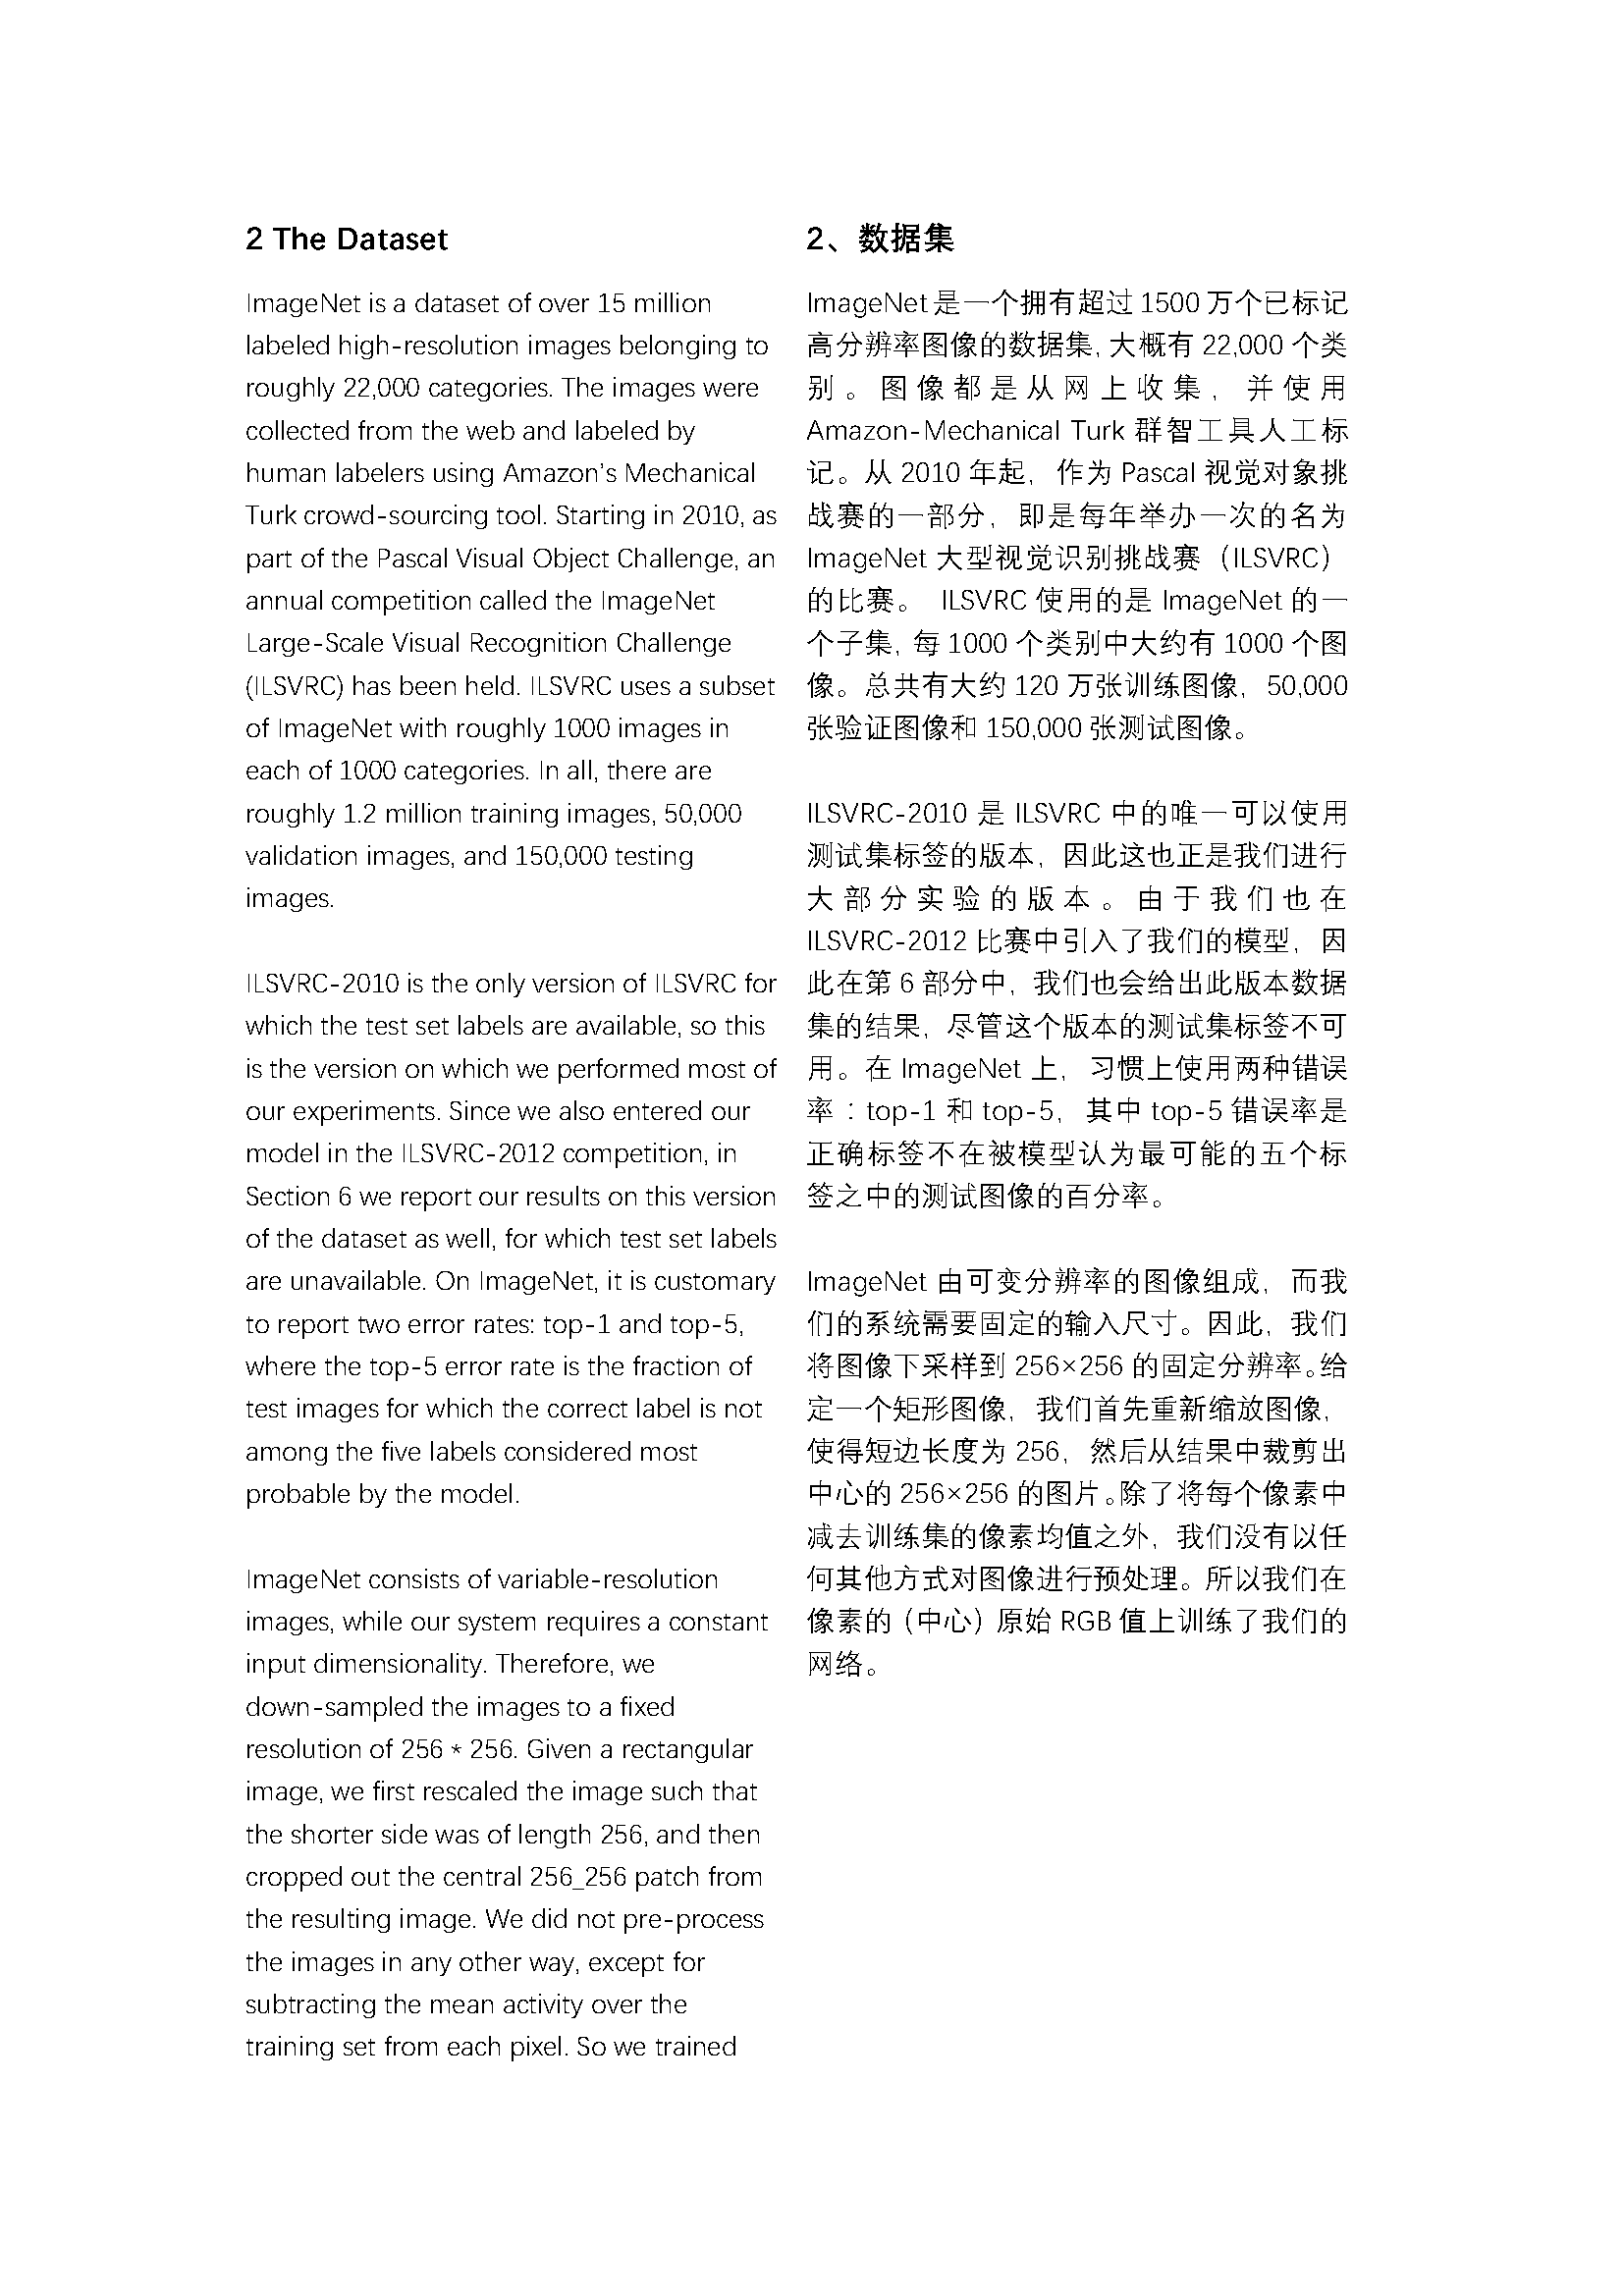 2 The Dataset
ImageNet is a dataset of over 15 million
labeled high-resolution images belonging to
roughly 22,000 categories. The images were
collected from the web and labeled by
human labelers using Amazon’s Mechanical
Turk crowd-sourcing tool. Starting in 2010, as
part of the Pascal Visual Object Challenge, an
annual competition called the ImageNet
Large-Scale Visual Recognition Challenge
(ILSVRC) has been held. ILSVRC uses a subset
of ImageNet with roughly 1000 images in
each of 1000 categories. In all, there are
roughly 1.2 million training images, 50,000
validation images, and 150,000 testing
images.
ILSVRC-2010 is the only version of ILSVRC for
which the test set labels are available, so this
is the version on which we performed most of
our experiments. Since we also entered our
model in the ILSVRC-2012 competition, in
Section 6 we report our results on this version
of the dataset as well, for which test set labels
are unavailable. On ImageNet, it is customary
to report two error rates: top-1 and top-5,
where the top-5 error rate is the fraction of
test images for which the correct label is not
among the five labels considered most
probable by the model.
ImageNet consists of variable-resolution
images, while our system requires a constant
input dimensionality. Therefore, we
down-sampled the images to a fixed
resolution of 256 * 256. Given a rectangular
image, we first rescaled the image such that
the shorter side was of length 256, and then
cropped out the central 256_256 patch from
the resulting image. We did not pre-process
the images in any other way, except for
subtracting the mean activity over the
training set from each pixel. So we trained
2、数据集
ImageNet 是一个拥有超过 1500 万个已标记
高分辨率图像的数据集，大概有 22,000 个类
别。图像都是从网上收集，并使用
Amazon-Mechanical Turk 群智工具人工标
记。从 2010 年起，作为 Pascal 视觉对象挑
战赛的一部分，即是每年举办一次的名为
ImageNet 大型视觉识别挑战赛（ILSVRC）
的比赛。 ILSVRC 使用的是 ImageNet 的一
个子集，每 1000 个类别中大约有 1000 个图
像。总共有大约 120 万张训练图像，50,000
张验证图像和 150,000 张测试图像。
ILSVRC-2010 是 ILSVRC 中的唯一可以使用
测试集标签的版本，因此这也正是我们进行
大部分实验的版本。由于我们也在
ILSVRC-2012 比赛中引入了我们的模型，因
此在第 6 部分中，我们也会给出此版本数据
集的结果，尽管这个版本的测试集标签不可
用。在 ImageNet 上，习惯上使用两种错误
率：top-1 和 top-5，其中 top-5 错误率是
正确标签不在被模型认为最可能的五个标
签之中的测试图像的百分率。
ImageNet 由可变分辨率的图像组成，而我
们的系统需要固定的输入尺寸。因此，我们
将图像下采样到 256×256 的固定分辨率。给
定一个矩形图像，我们首先重新缩放图像，
使得短边长度为 256，然后从结果中裁剪出
中心的 256×256 的图片。除了将每个像素中
减去训练集的像素均值之外，我们没有以任
何其他方式对图像进行预处理。所以我们在
像素的（中心）原始 RGB 值上训练了我们的
网络。